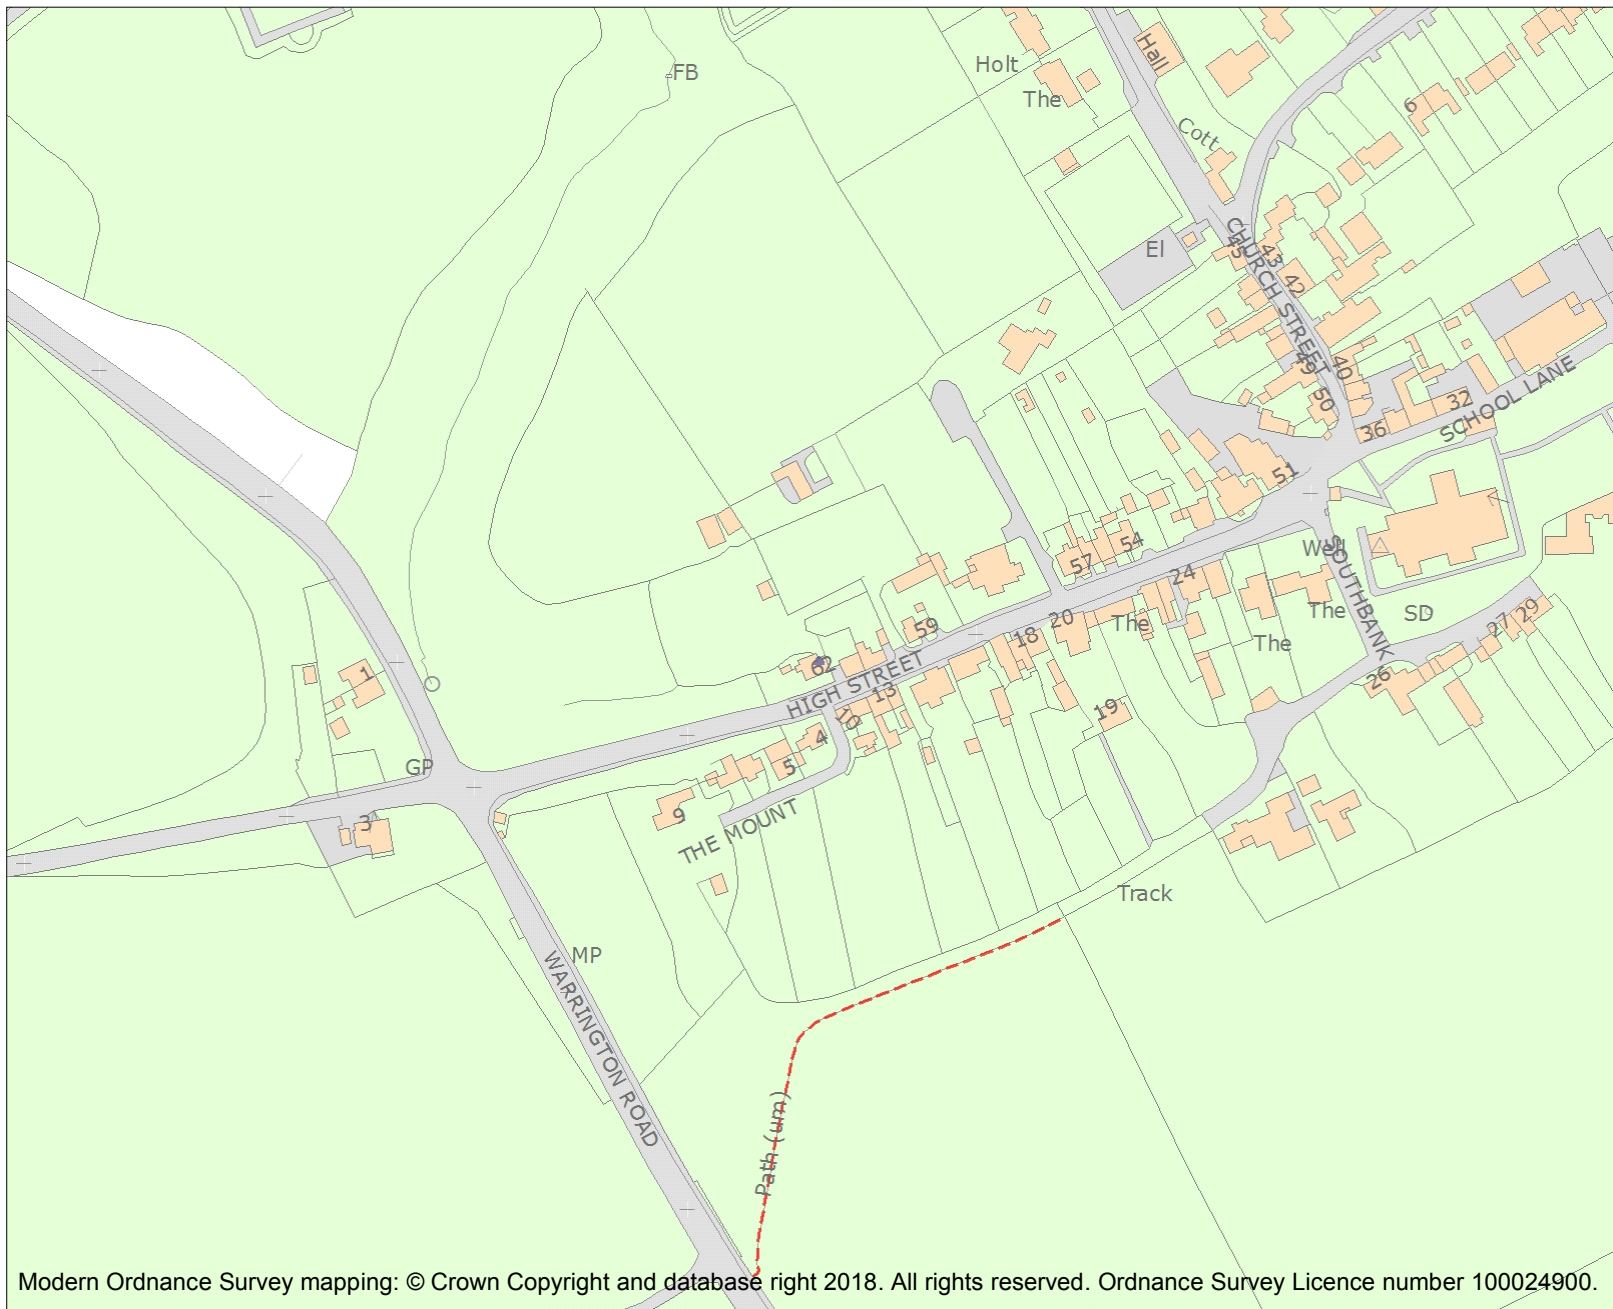 FB
Holt
The
Hall
Cott
6
El
CHURCH STREET
45
43
42
49
40
50
32
36
SCHOOL LANE
51
54
57
24
Well
SOUTHBANK
59
20
18
The
The
The
SD
27
29
26
62
HIGH STREET
13
10
19
1
GP
4
5
3
9
THE MOUNT
Track
MP
WARRINGTON ROAD
Path (um)
Modern Ordnance Survey mapping: © Crown Copyright and database right 2018. All rights reserved. Ordnance Survey Licence number 100024900.